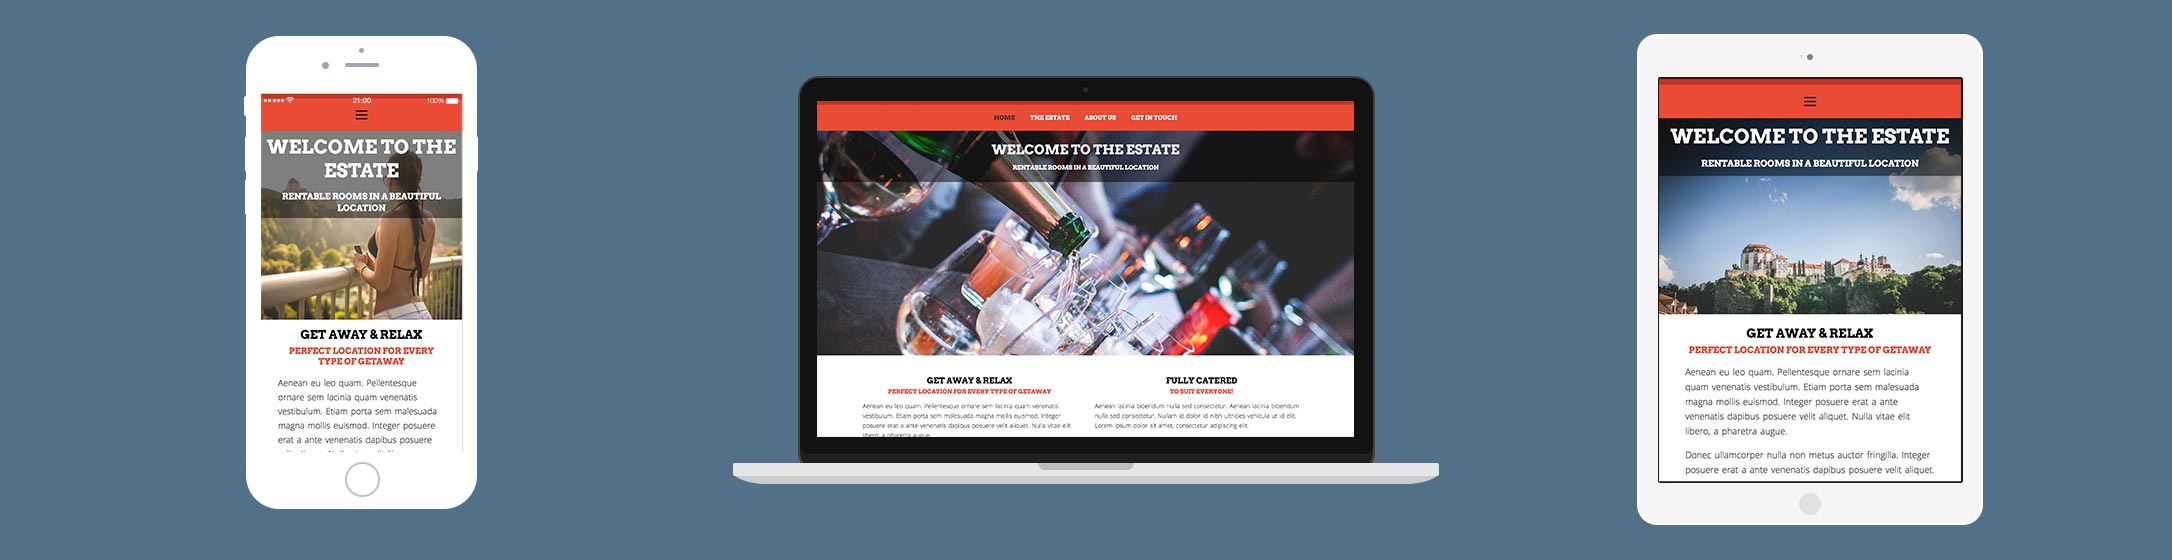 21:00
100%
WELCOME TO THE
ESTATE
RENTABLE ROOMS IN A BEAUTIFUL
LOCATION
GET AWAY & RELAX
PERFECT LOCATION FOR EVERY
TYPE OF GETAWAY
Aenean eu leo quam. Pellentesque
ornare sem lacinia quam venenatis
vestibulum. Etiam porta sem malesuada
magna mollis euismod. Integer posuere
erat a ante venenatis dapibus posuere
HOME THE ESTATE ABOUT US GET IN TOUCH
WELCOME TO THE ESTATE
RENTABLE ROOMS IN A BEAUTIFUL LOCATION
GET AWAY & RELAX
PERFECT LOCATION FOR EVERY TYPE OF GETAWAY
Aenean eu leo quam. Pellentesque ornare sem lacinia quam venenatis
vestibulum. Etiam porta sem malesuada magna mollis euismod. Integer
posuere erat a ante venenatis dapibus posuere velit aliquet. Nulla vitae elit
libero, a pharetra augue.
FULLY CATERED
TO SUIT EVERYONE!
Aenean lacinia bibendum nulla sed consectetur. Aenean lacinia bibendum
nulla sed consectetur. Nullam id dolor id nibh ultricies vehicula ut id elit.
Lorem ipsum dolor sit amet, consectetur adipiscing elit.
WELCOME TO THE ESTATE
RENTABLE ROOMS IN A BEAUTIFUL LOCATION
GET AWAY & RELAX
PERFECT LOCATION FOR EVERY TYPE OF GETAWAY
Aenean eu leo quam. Pellentesque ornare sem lacinia
quam venenatis vestibulum. Etiam porta sem malesuada
magna mollis euismod. Integer posuere erat a ante
venenatis dapibus posuere velit aliquet. Nulla vitae elit
libero, a pharetra augue.
Donec ullamcorper nulla non metus auctor fringilla. Integer
posuere erat a ante venenatis dapibus posuere velit aliquet.